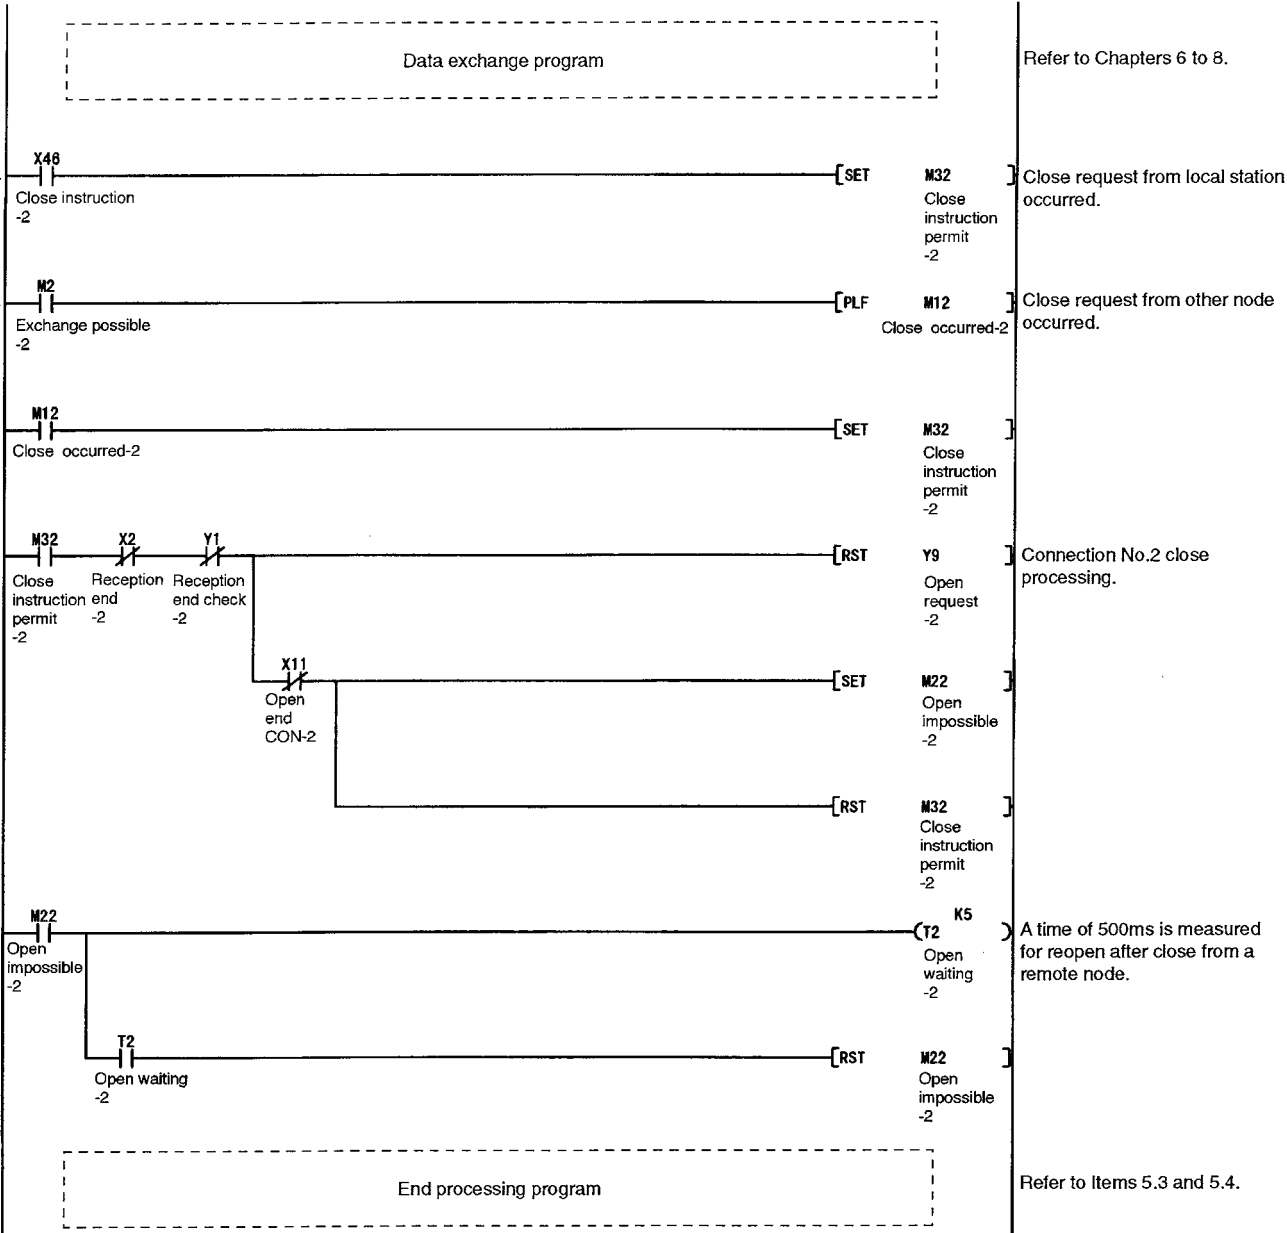 Data exchange program
Refer to Chapters 6 to 8.
X46
Close instruction
-2
[SET M32 ]
Close
instruction
permit
-2
Close request from local station
occurred.
M2
Exchange possible
-2
[PLF M12 ]
Close occurred-2
Close request from other node
occurred.
M12
Close occurred-2
[SET M32 ]
Close
instruction
permit
-2
M32
Close
instruction
permit
-2
X2
Reception
end
-2
Y1
Reception
end check
-2
[RST Y9 ]
Open
request
-2
Connection No.2 close
processing.
X11
Open
end
CON-2
[SET M22 ]
Open
impossible
-2
[RST M32 ]
Close
instruction
permit
-2
M22
Open
impossible
-2
K5
(T2 )
Open
waiting
-2
A time of 500ms is measured
for reopen after close from a
remote node.
T2
Open waiting
-2
[RST M22 ]
Open
impossible
-2
End processing program
Refer to Items 5.3 and 5.4.